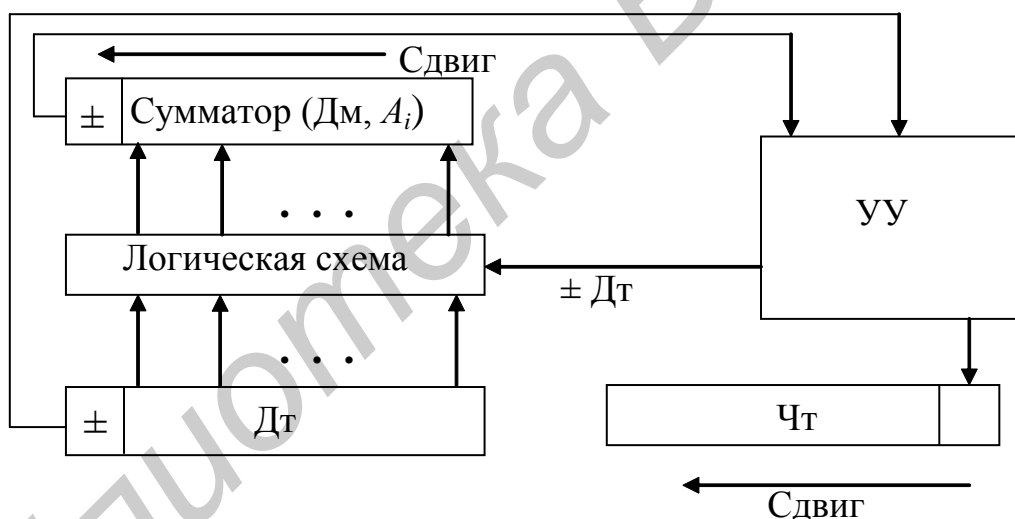 Сдвиг
± Сумматор (Дм, Ai)
. . .
УУ
Логическая схема
± Дт
. . .
± Дт
Чт
Сдвиг